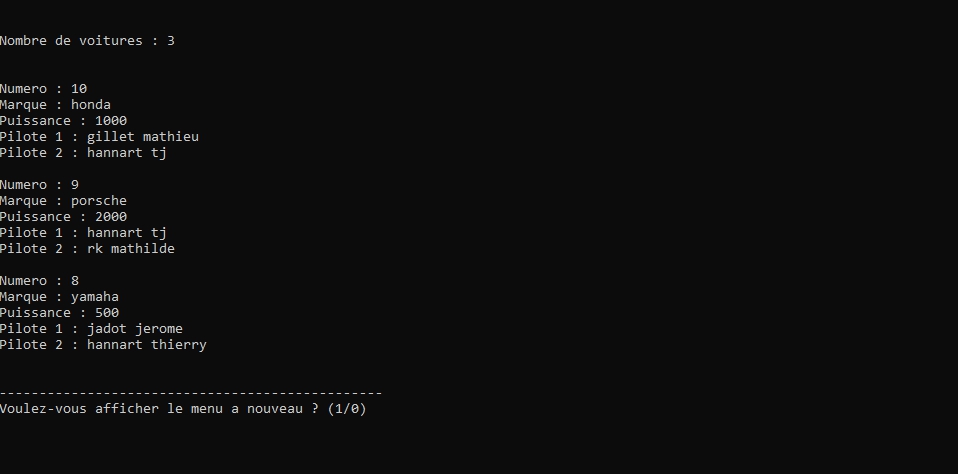 Nombre de voitures : 3
Numero : 10
Marque : honda
Puissance : 1000
Pilote 1 : gillet mathieu
Pilote 2 : hannart tj
Numero : 9
Marque : porsche
Puissance : 2000
Pilote 1 : hannart tj
Pilote 2 : rk mathilde
Numero : 8
Marque : yamaha
Puissance : 500
Pilote 1 : jadot jerome
Pilote 2 : hannart thierry
------------------------------------------------
Voulez-vous afficher le menu a nouveau ? (1/0)